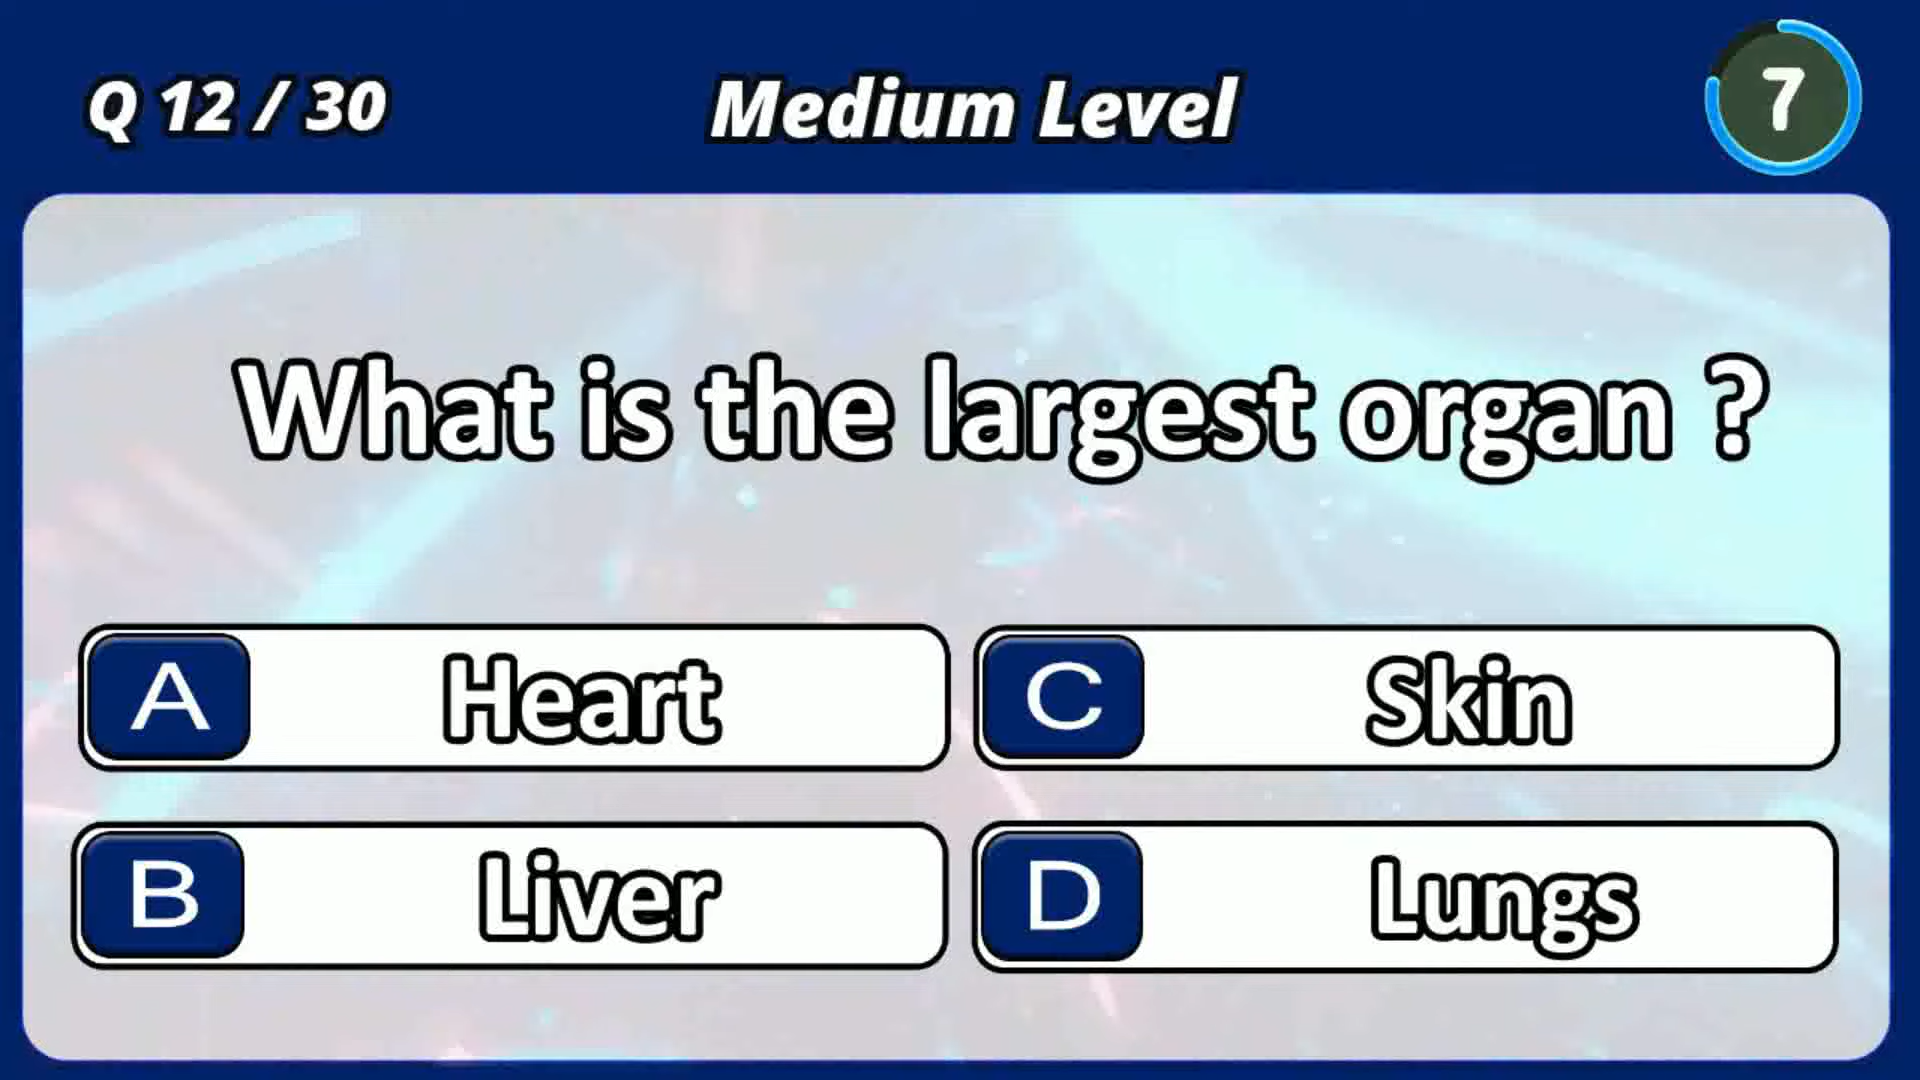 Q 12 / 30
Medium Level
7
What is the largest organ ?
A Heart
C Skin
B Liver
D Lungs